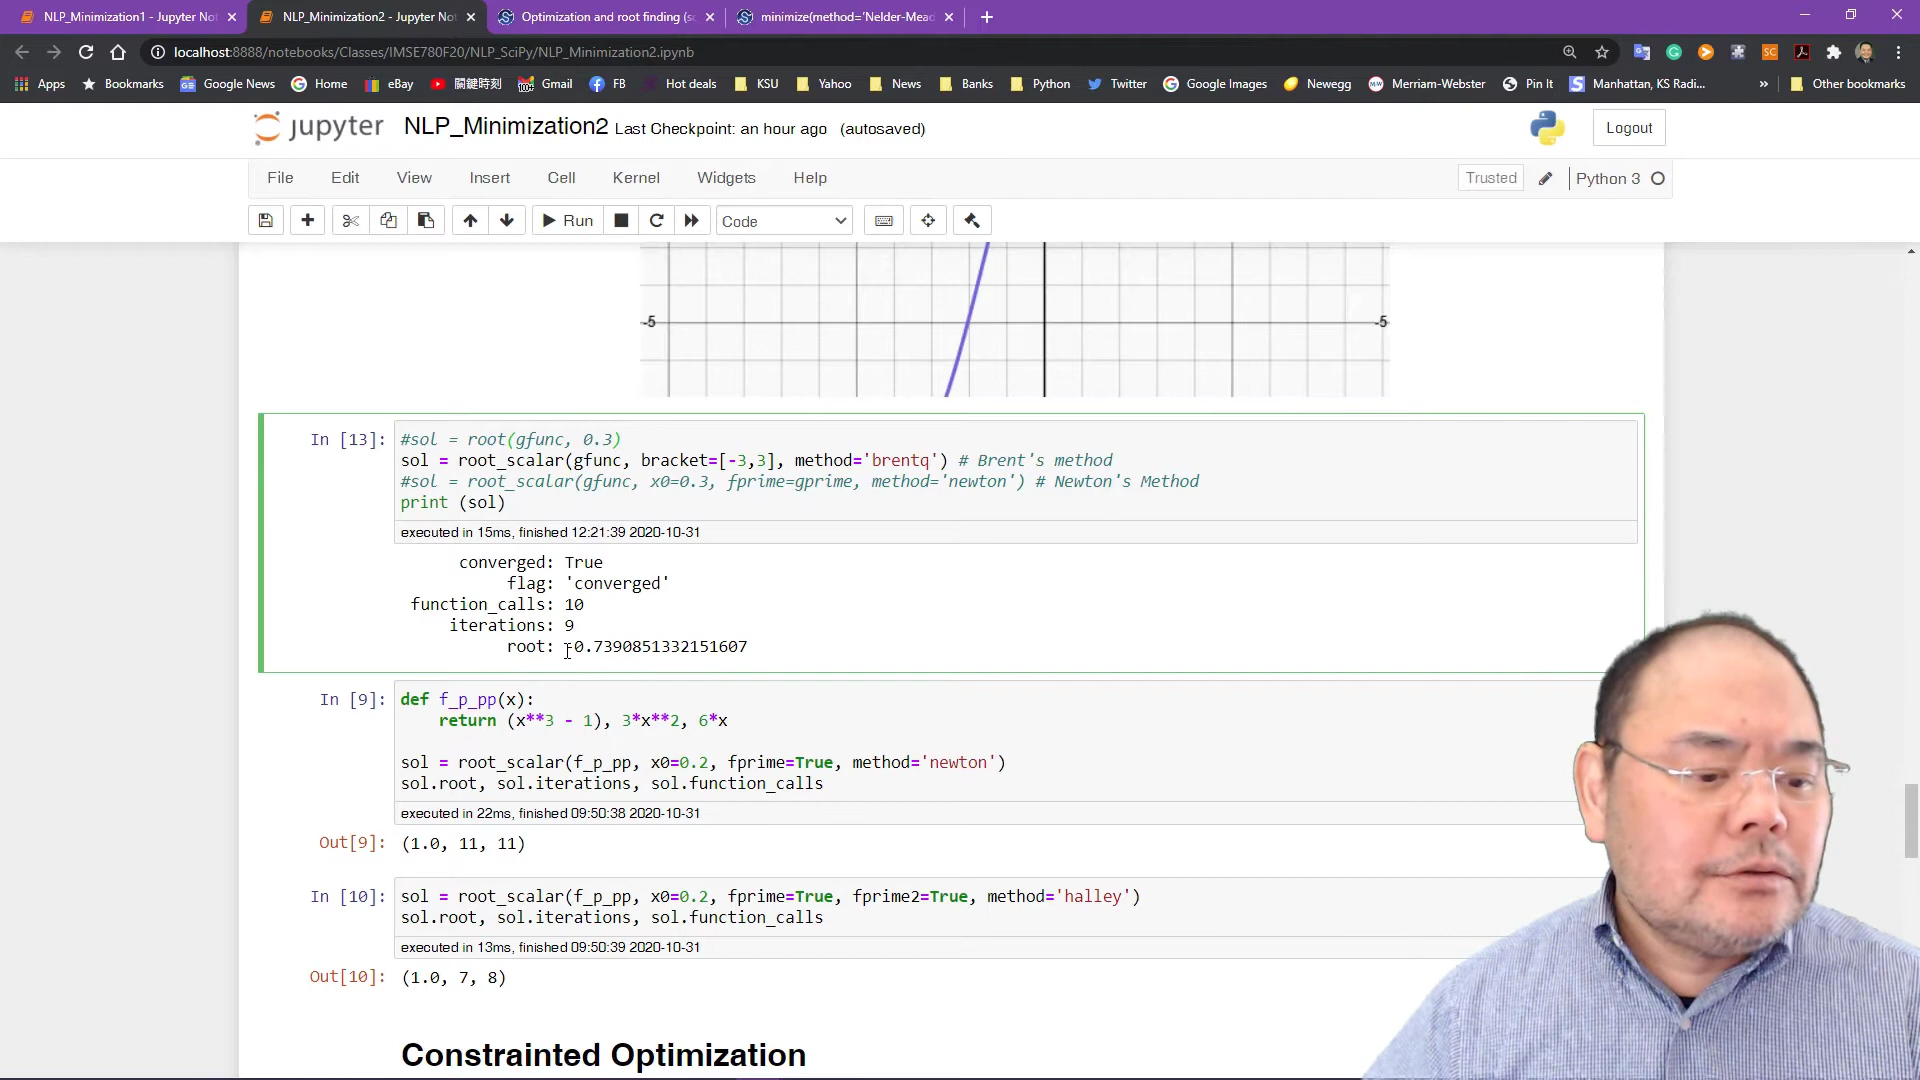 NLP_Minimization1 - Jupyter Not
NLP_Minimization2 - Jupyter Not
Optimization and root finding (sc
minimize(method='Nelder-Mead
localhost:8888/notebooks/Classes/IMSE780F20/NLP_SciPy/NLP_Minimization2.ipynb
Apps Bookmarks Google News Home eBay 關鍵時刻 Gmail FB Hot deals KSU Yahoo News Banks Python Twitter Google Images Newegg Merriam-Webster Pin It Manhattan, KS Radi... » Other bookmarks
jupyter NLP_Minimization2 Last Checkpoint: an hour ago (autosaved) Logout
File Edit View Insert Cell Kernel Widgets Help Trusted Python 3
Run Code
-5 -5
In [13]: #sol = root(gfunc, 0.3)
sol = root_scalar(gfunc, bracket=[-3,3], method='brentq') # Brent's method
#sol = root_scalar(gfunc, x0=0.3, fprime=gprime, method='newton') # Newton's Method
print (sol)
executed in 15ms, finished 12:21:39 2020-10-31
converged: True
flag: 'converged'
function_calls: 10
iterations: 9
root: -0.7390851332151607
In [9]: def f_p_pp(x):
return (x**3 - 1), 3*x**2, 6*x
sol = root_scalar(f_p_pp, x0=0.2, fprime=True, method='newton')
sol.root, sol.iterations, sol.function_calls
executed in 22ms, finished 09:50:38 2020-10-31
Out[9]: (1.0, 11, 11)
In [10]: sol = root_scalar(f_p_pp, x0=0.2, fprime=True, fprime2=True, method='halley')
sol.root, sol.iterations, sol.function_calls
executed in 13ms, finished 09:50:39 2020-10-31
Out[10]: (1.0, 7, 8)
Constrainted Optimization